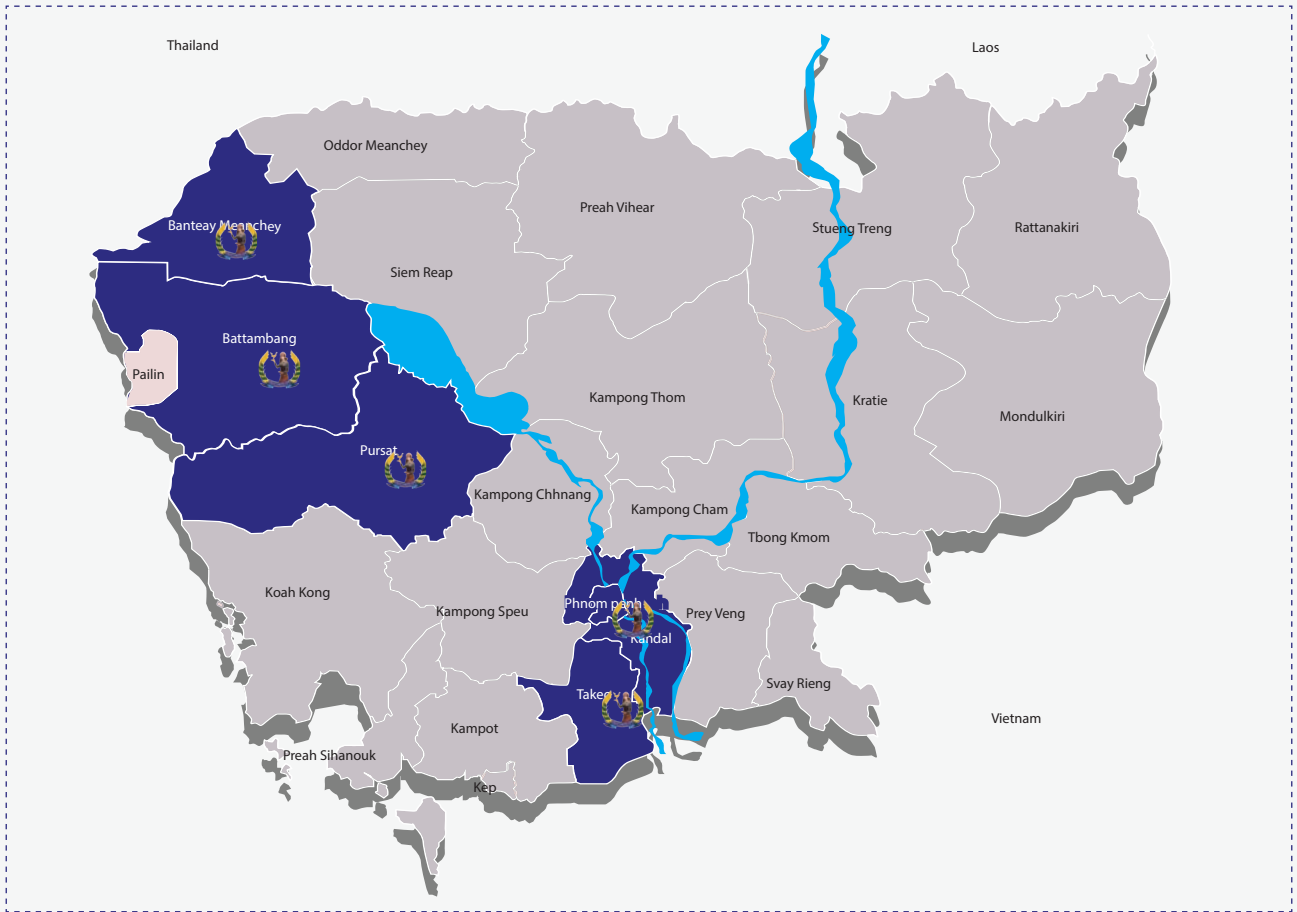 Thailand
Laos
Oddor Meanchey
Preah Vihear
Banteay Meanchey
Stueng Treng
Rattanakiri
Siem Reap
Battambang
Pailin
Kampong Thom
Kratie
Mondulkiri
Pursat
Kampong Chhnang
Kampong Cham
Tbong Kmom
Koah Kong
Kampong Speu
Phnom panh
Prey Veng
Kandal
Takeo
Svay Rieng
Kampot
Vietnam
Preah Sihanouk
Kep